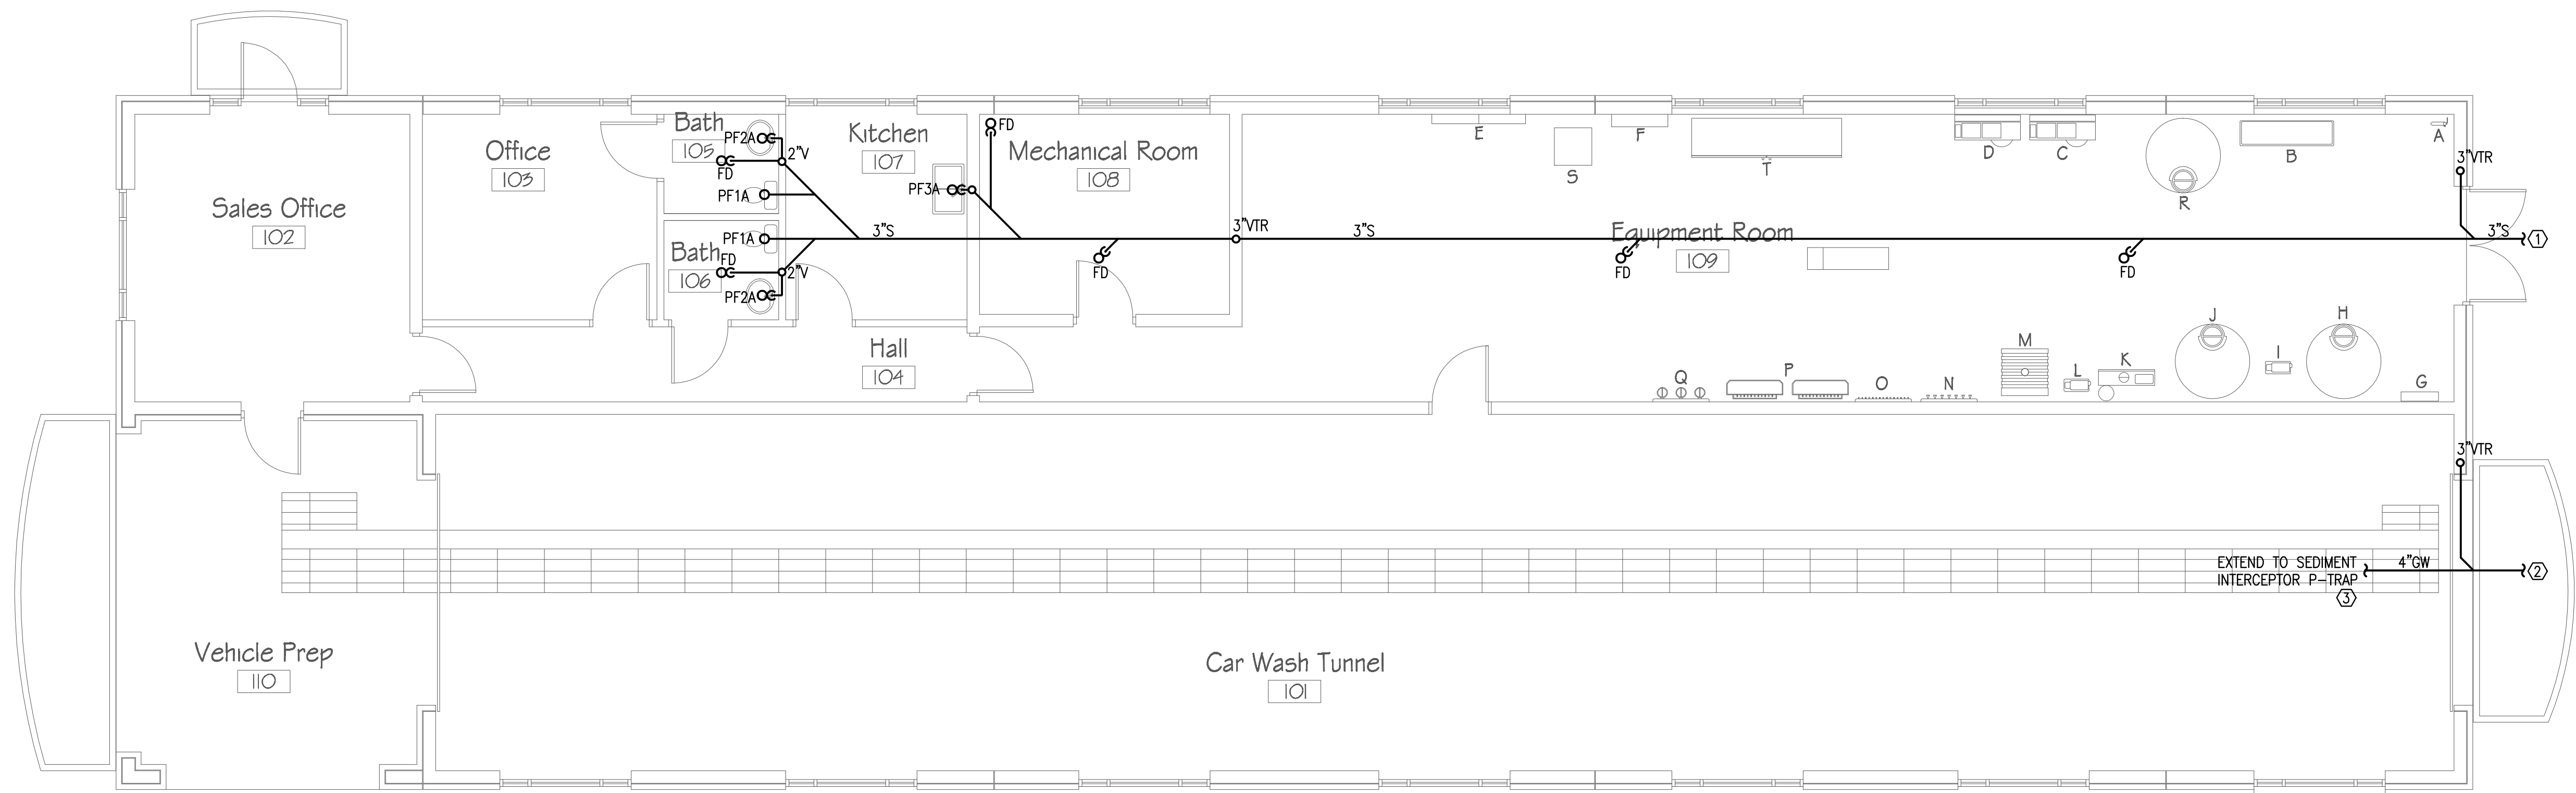 Bath
105
PF2A
2"V
FD
PF1A
Office
103
Kitchen
107
PF3A
FD
Mechanical Room
108
Sales Office
102
3"S
3"VTR
3"S
PF1A
Bath
106
FD
2"V
PF2A
FD
E
S
F
T
D
C
R
B
A
3"VTR
Equipment Room
109
FD
FD
3"S
1
Hall
104
Q
P
O
N
M
L
K
J
I
H
G
3"VTR
EXTEND TO SEDIMENT
INTERCEPTOR P-TRAP
3
4"GW
2
Vehicle Prep
110
Car Wash Tunnel
101